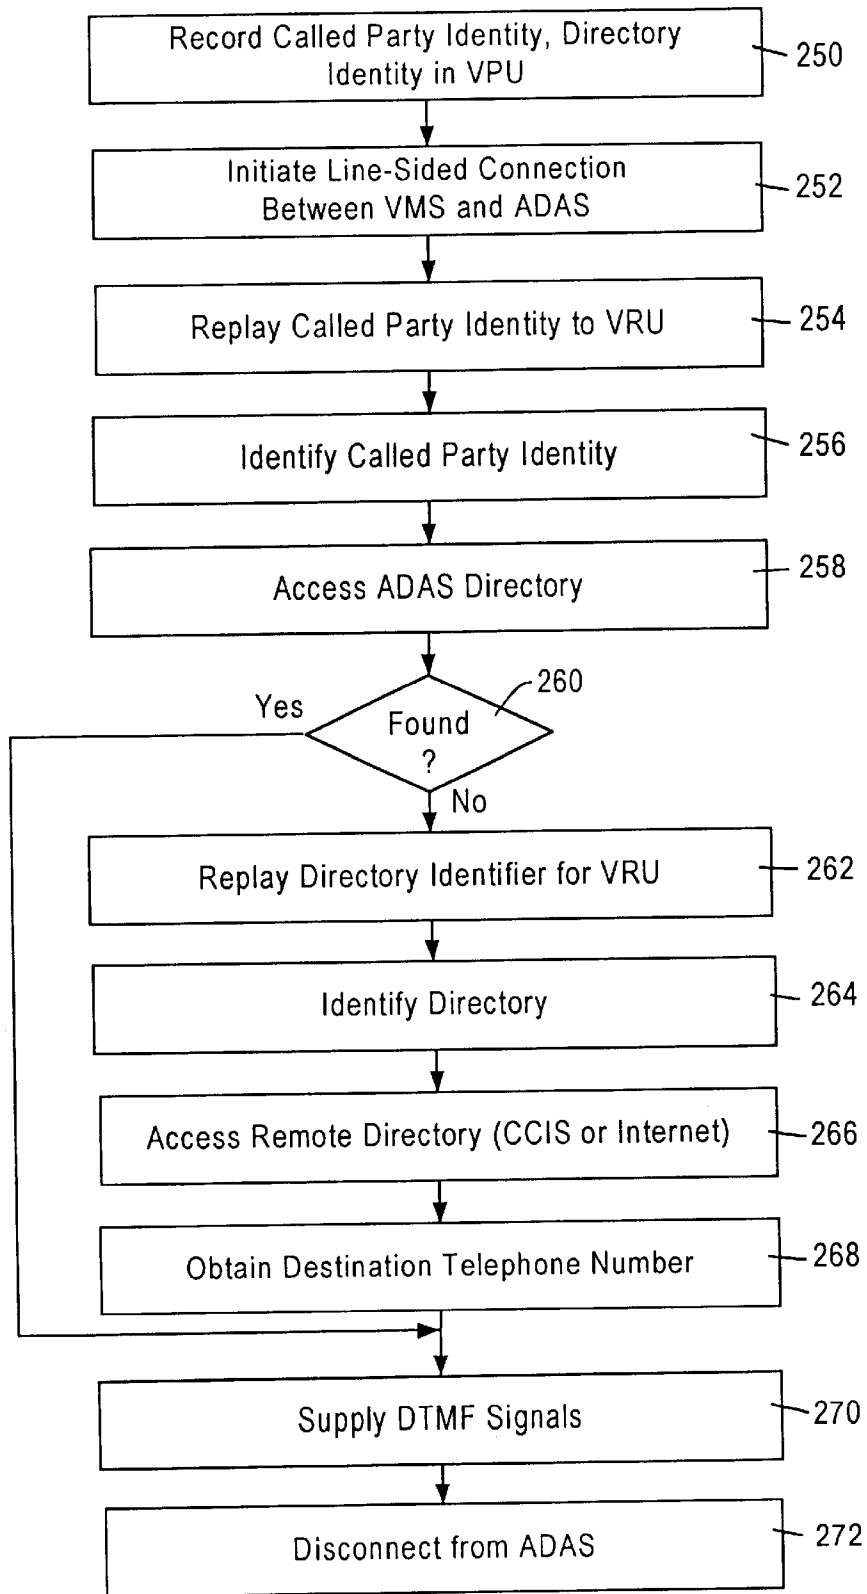 Record Called Party Identity, Directory
Identity in VPU
250
Initiate Line-Sided Connection
Between VMS and ADAS
252
Replay Called Party Identity to VRU
254
Identify Called Party Identity
256
Access ADAS Directory
258
260
Yes
Found
?
No
Replay Directory Identifier for VRU
262
Identify Directory
264
Access Remote Directory (CCIS or Internet)
266
Obtain Destination Telephone Number
268
Supply DTMF Signals
270
Disconnect from ADAS
272